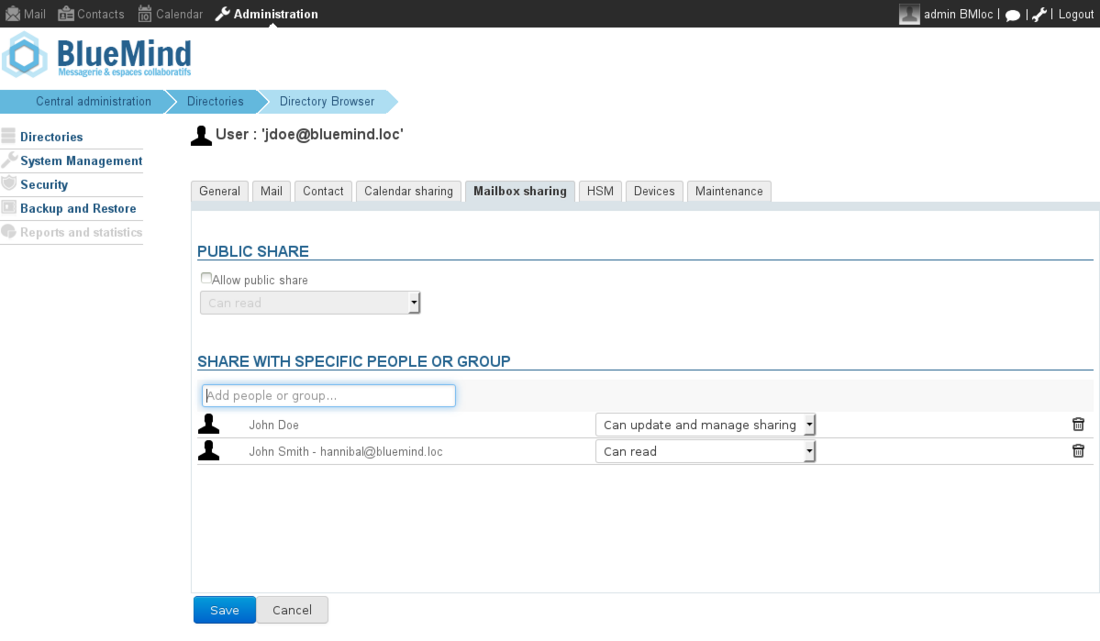 Mail Contacts Calendar Administration admin BMloc | | | Logout
BlueMind
Messagerie & espaces collaboratifs
Central administration Directories Directory Browser
Directories
System Management
Security
Backup and Restore
Reports and statistics
User : 'jdoe@bluemind.loc'
General Mail Contact Calendar sharing Mailbox sharing HSM Devices Maintenance
PUBLIC SHARE
Allow public share
Can read
SHARE WITH SPECIFIC PEOPLE OR GROUP
Add people or group...
John Doe Can update and manage sharing
John Smith - hannibal@bluemind.loc Can read
Save Cancel